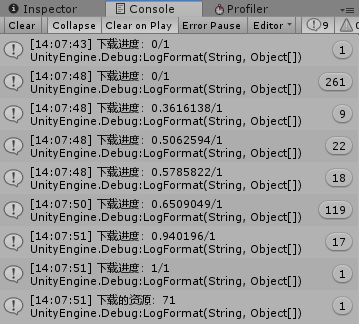 Inspector Console Profiler
Clear Collapse Clear on Play Error Pause Editor 9
[14:07:43] 下载进度：0/1
UnityEngine.Debug:LogFormat(String, Object[])
1
[14:07:48] 下载进度：0/1
UnityEngine.Debug:LogFormat(String, Object[])
261
[14:07:48] 下载进度：0.3616138/1
UnityEngine.Debug:LogFormat(String, Object[])
9
[14:07:48] 下载进度：0.5062594/1
UnityEngine.Debug:LogFormat(String, Object[])
22
[14:07:48] 下载进度：0.5785822/1
UnityEngine.Debug:LogFormat(String, Object[])
18
[14:07:50] 下载进度：0.6509049/1
UnityEngine.Debug:LogFormat(String, Object[])
119
[14:07:51] 下载进度：0.940196/1
UnityEngine.Debug:LogFormat(String, Object[])
17
[14:07:51] 下载进度：1/1
UnityEngine.Debug:LogFormat(String, Object[])
1
[14:07:51] 下载的资源：71
UnityEngine.Debug:LogFormat(String, Object[])
1